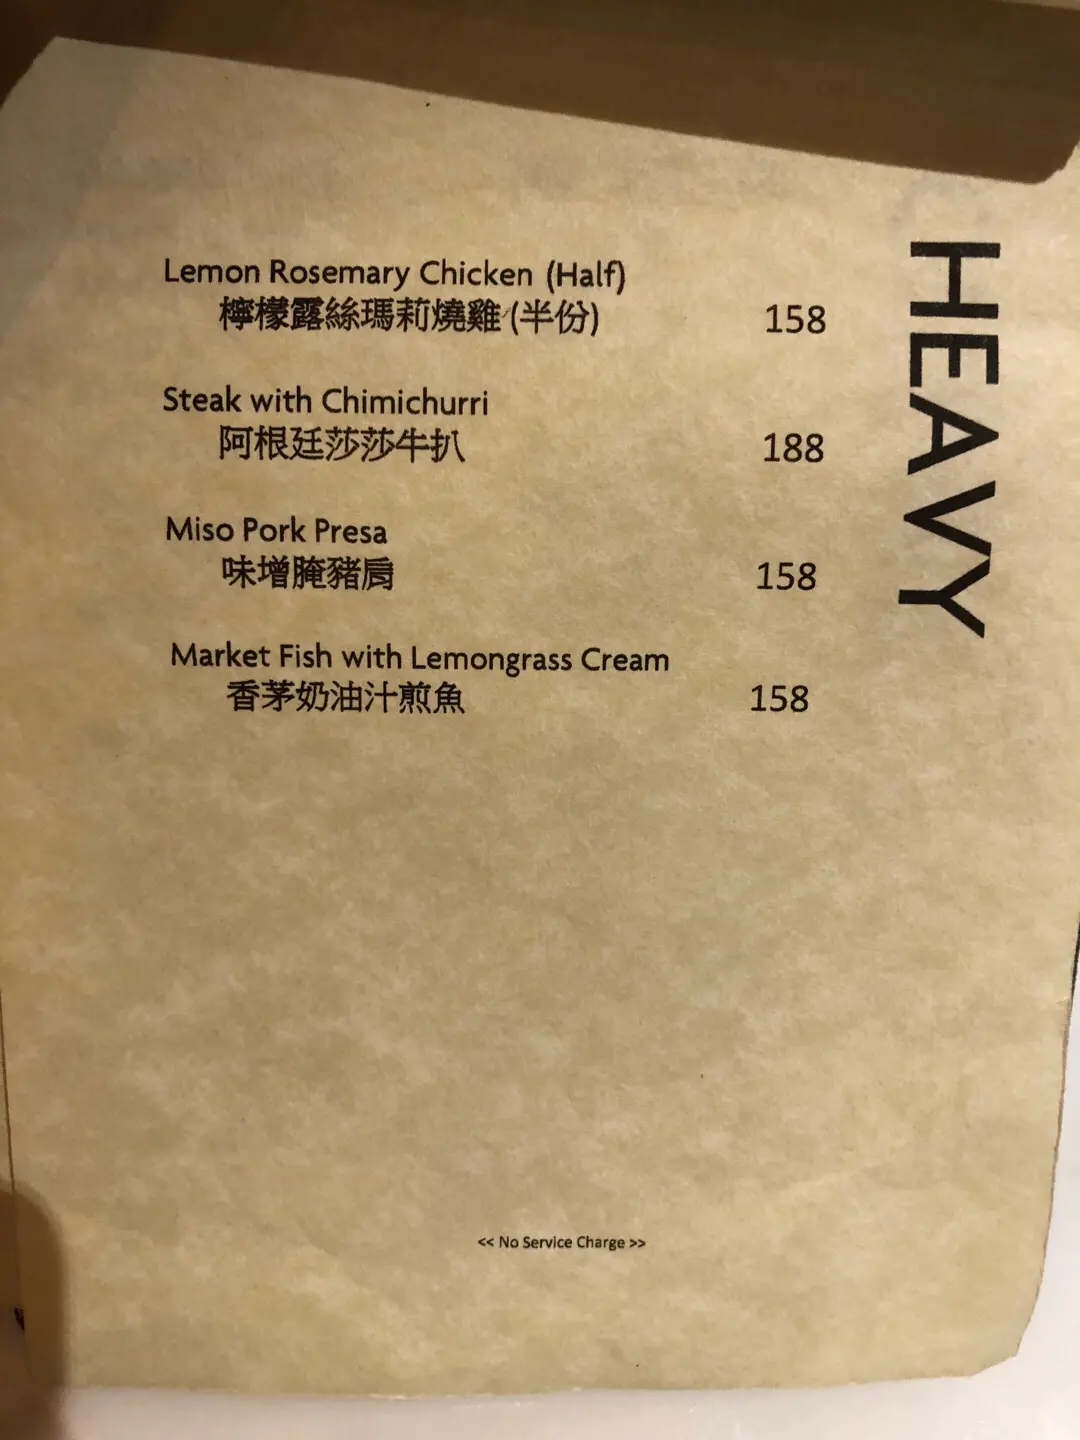 HEAVY
Lemon Rosemary Chicken (Half)
檸檬露絲瑪莉燒雞 (半份) 158
Steak with Chimichurri
阿根廷莎莎牛扒 188
Miso Pork Presa
味增腌豬肩 158
Market Fish with Lemongrass Cream
香茅奶油汁煎魚 158
<< No Service Charge >>